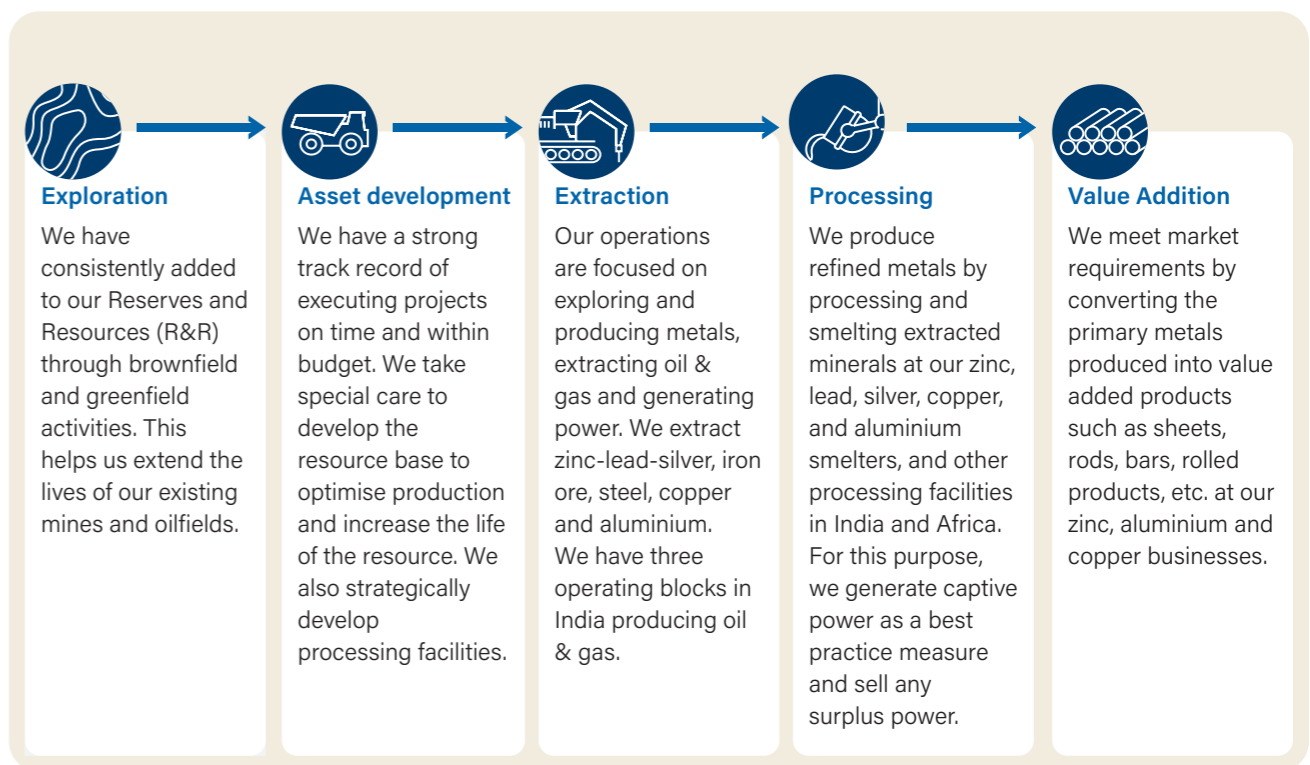 Exploration
We have
consistently added
to our Reserves and
Resources (R&R)
through brownfield
and greenfield
activities. This
helps us extend the
lives of our existing
mines and oilfields.
Asset development
We have a strong
track record of
executing projects
on time and within
budget. We take
special care to
develop the
resource base to
optimise production
and increase the life
of the resource. We
also strategically
develop
processing facilities.
Extraction
Our operations
are focused on
exploring and
producing metals,
extracting oil &
gas and generating
power. We extract
zinc-lead-silver, iron
ore, steel, copper
and aluminium.
We have three
operating blocks in
India producing oil
& gas.
Processing
We produce
refined metals by
processing and
smelting extracted
minerals at our zinc,
lead, silver, copper,
and aluminium
smelters, and other
processing facilities
in India and Africa.
For this purpose,
we generate captive
power as a best
practice measure
and sell any
surplus power.
Value Addition
We meet market
requirements by
converting the
primary metals
produced into value
added products
such as sheets,
rods, bars, rolled
products, etc. at our
zinc, aluminium and
copper businesses.